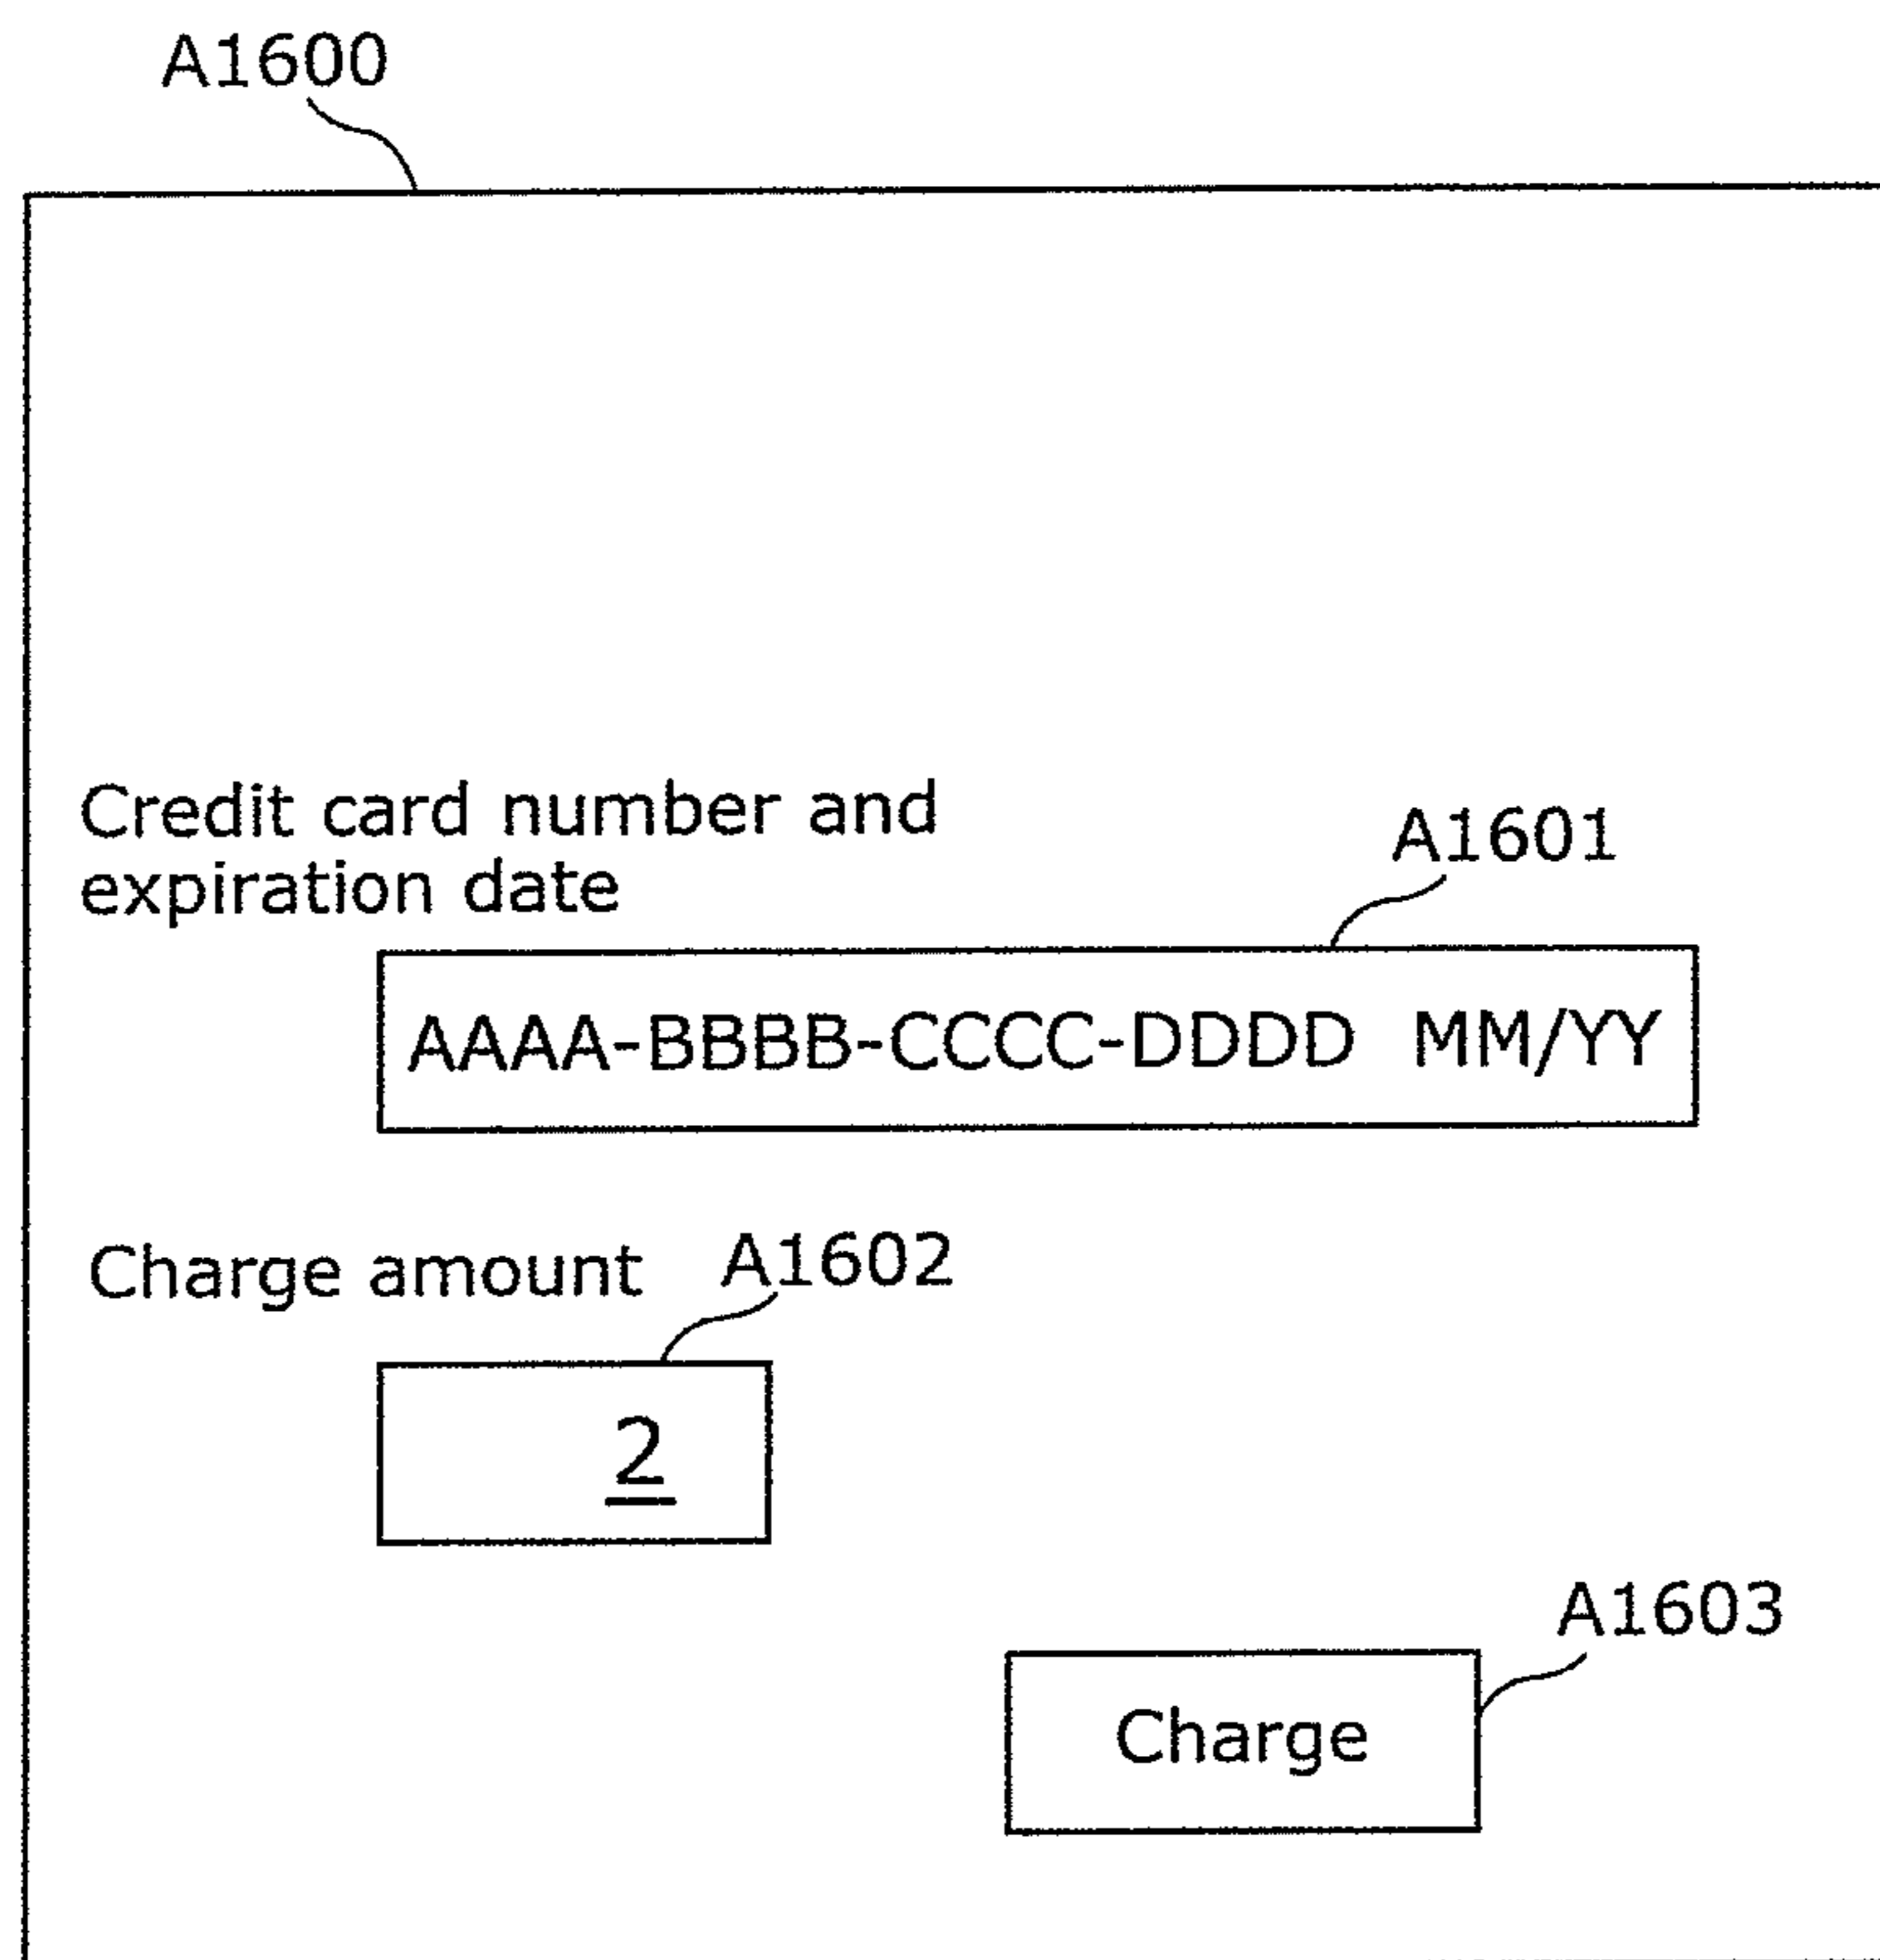 A1600
Credit card number and
expiration date
A1601
AAAA-BBBB-CCCC-DDDD MM/YY
Charge amount
A1602
2
A1603
Charge